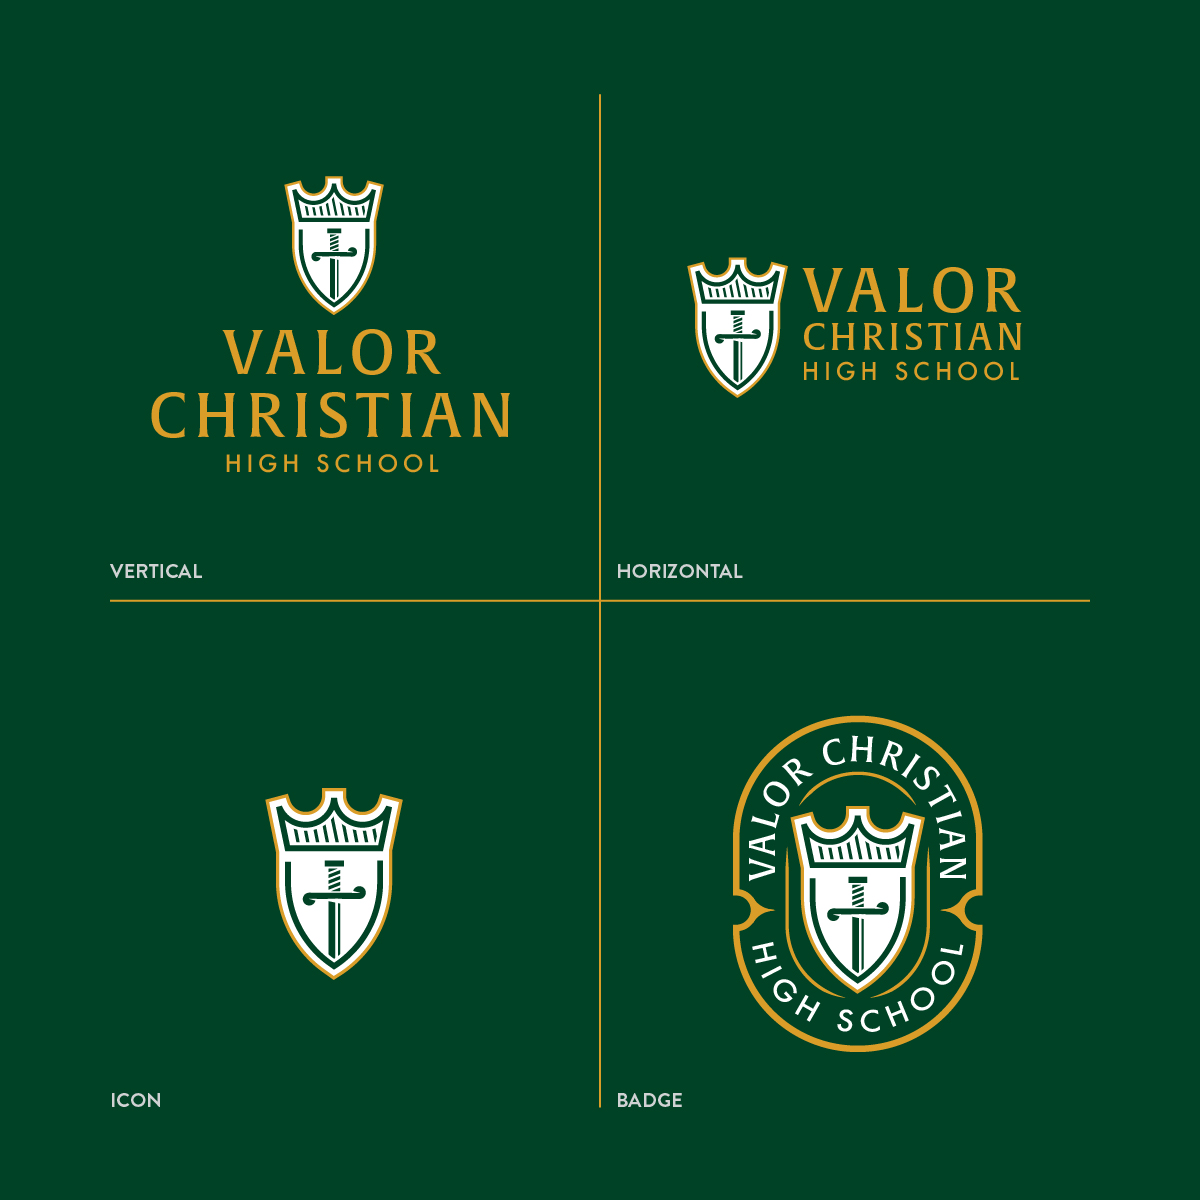 VALOR
CHRISTIAN
HIGH SCHOOL
VERTICAL
VALOR
CHRISTIAN
HIGH SCHOOL
HORIZONTAL
ICON
VALOR CHRISTIAN
HIGH SCHOOL
BADGE